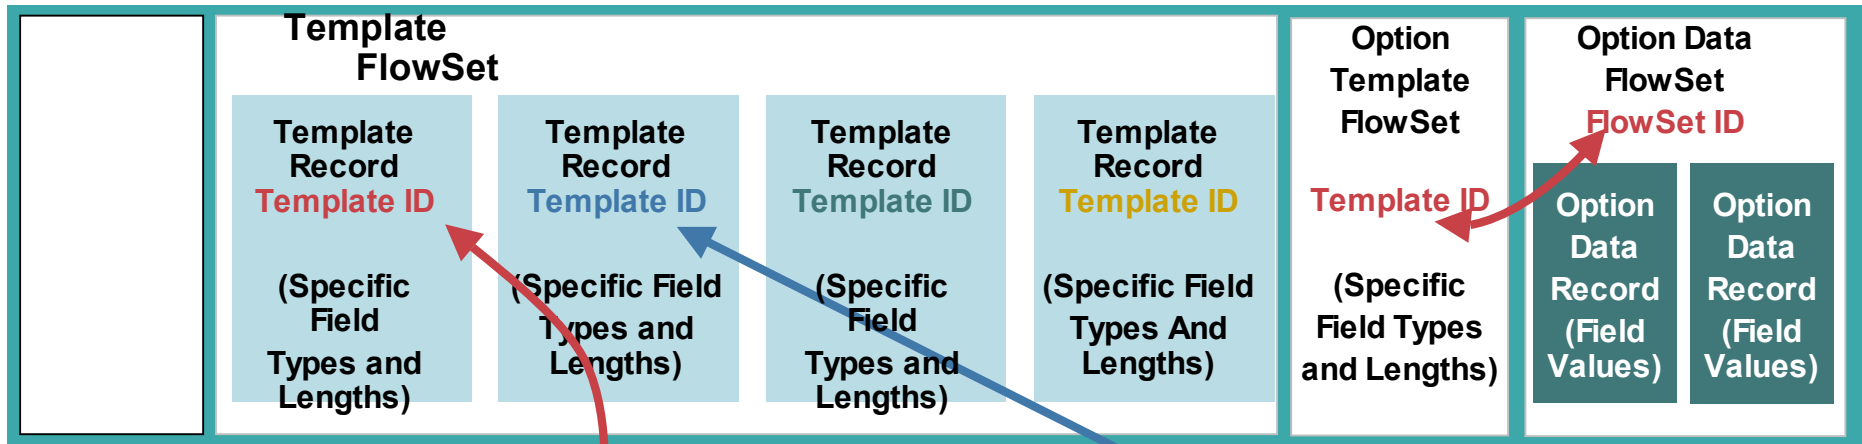 Template
FlowSet
Template
Record
Template ID
(Specific
Field
Types and
Lengths)
Template
Record
Template ID
(Specific Field
Types and
Lengths)
Template
Record
Template ID
(Specific
Field
Types and
Lengths)
Template
Record
Template ID
(Specific Field
Types And
Lengths)
Option
Template
FlowSet
Template ID
(Specific
Field Types
and Lengths)
Option Data
FlowSet
FlowSet ID
Option
Data
Record
(Field
Values)
Option
Data
Record
(Field
Values)